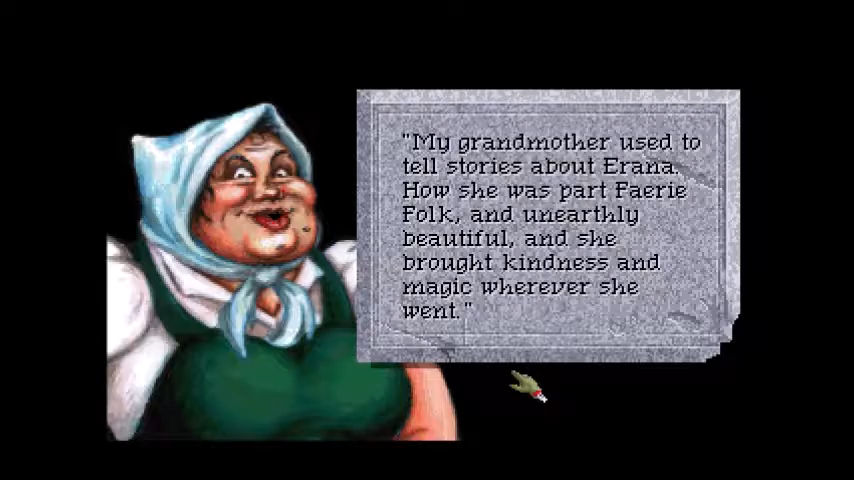 "My grandmother used to
tell stories about Erana.
How she was part Faerie
Folk, and unearthly
beautiful, and she
brought kindness and
magic wherever she
went."